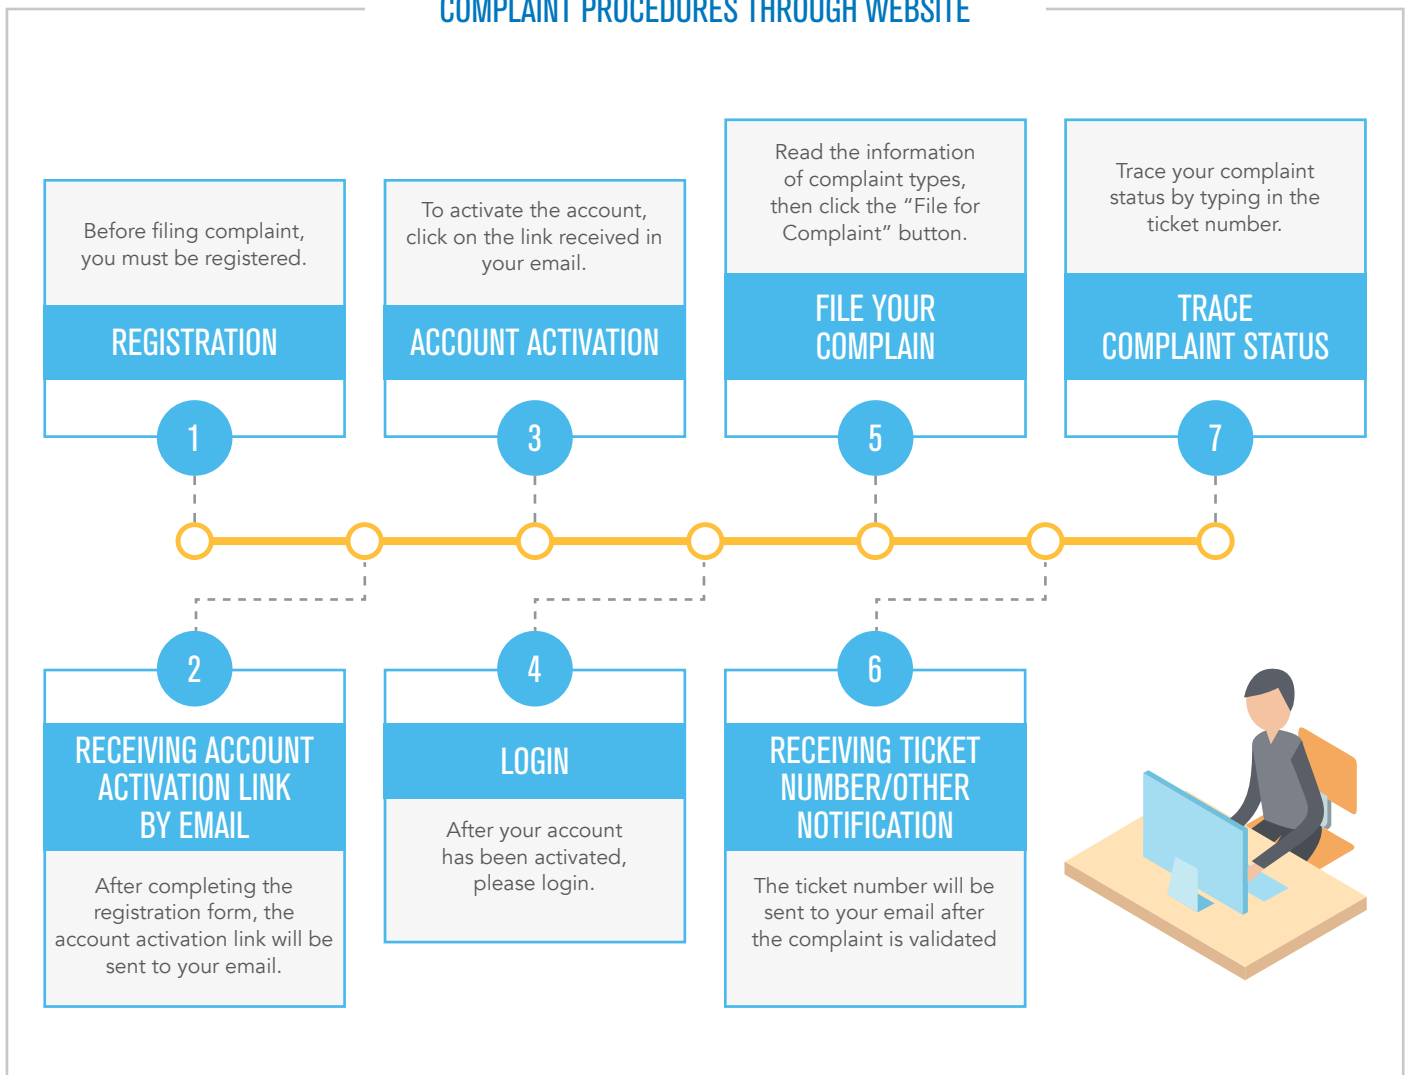 COMPLAINT PROCEDURES THROUGH WEBSITE
Before filing complaint,
you must be registered.
REGISTRATION
1
After completing the
registration form, the
account activation link will be
sent to your email.
RECEIVING ACCOUNT
ACTIVATION LINK
BY EMAIL
2
To activate the account,
click on the link received in
your email.
ACCOUNT ACTIVATION
3
4
LOGIN
After your account
has been activated,
please login.
Read the information
of complaint types,
then click the “File for
Complaint” button.
FILE YOUR
COMPLAIN
5
6
RECEIVING TICKET
NUMBER/OTHER
NOTIFICATION
The ticket number will be
sent to your email after
the complaint is validated
Trace your complaint
status by typing in the
ticket number.
TRACE
COMPLAINT STATUS
7